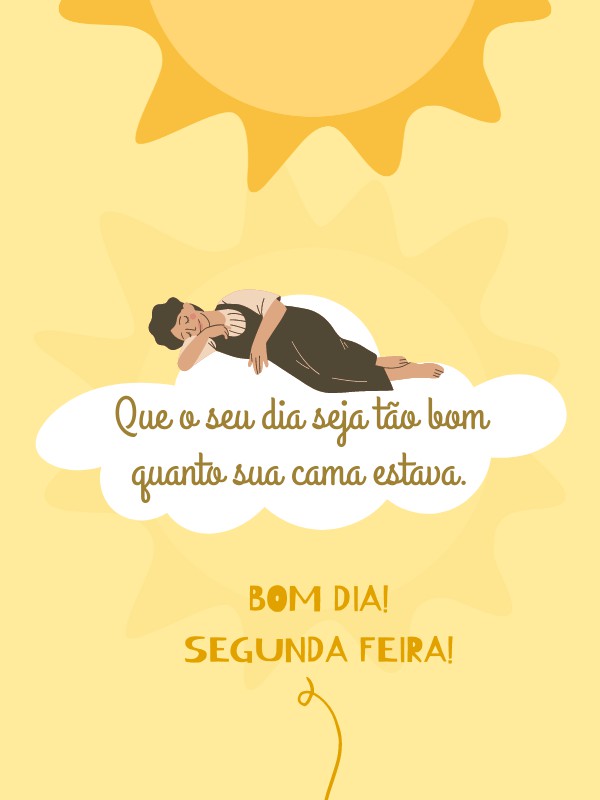 Que o seu dia seja tão bom
quanto sua cama estava.
BOM DIA!
SEGUNDA FEIRA!